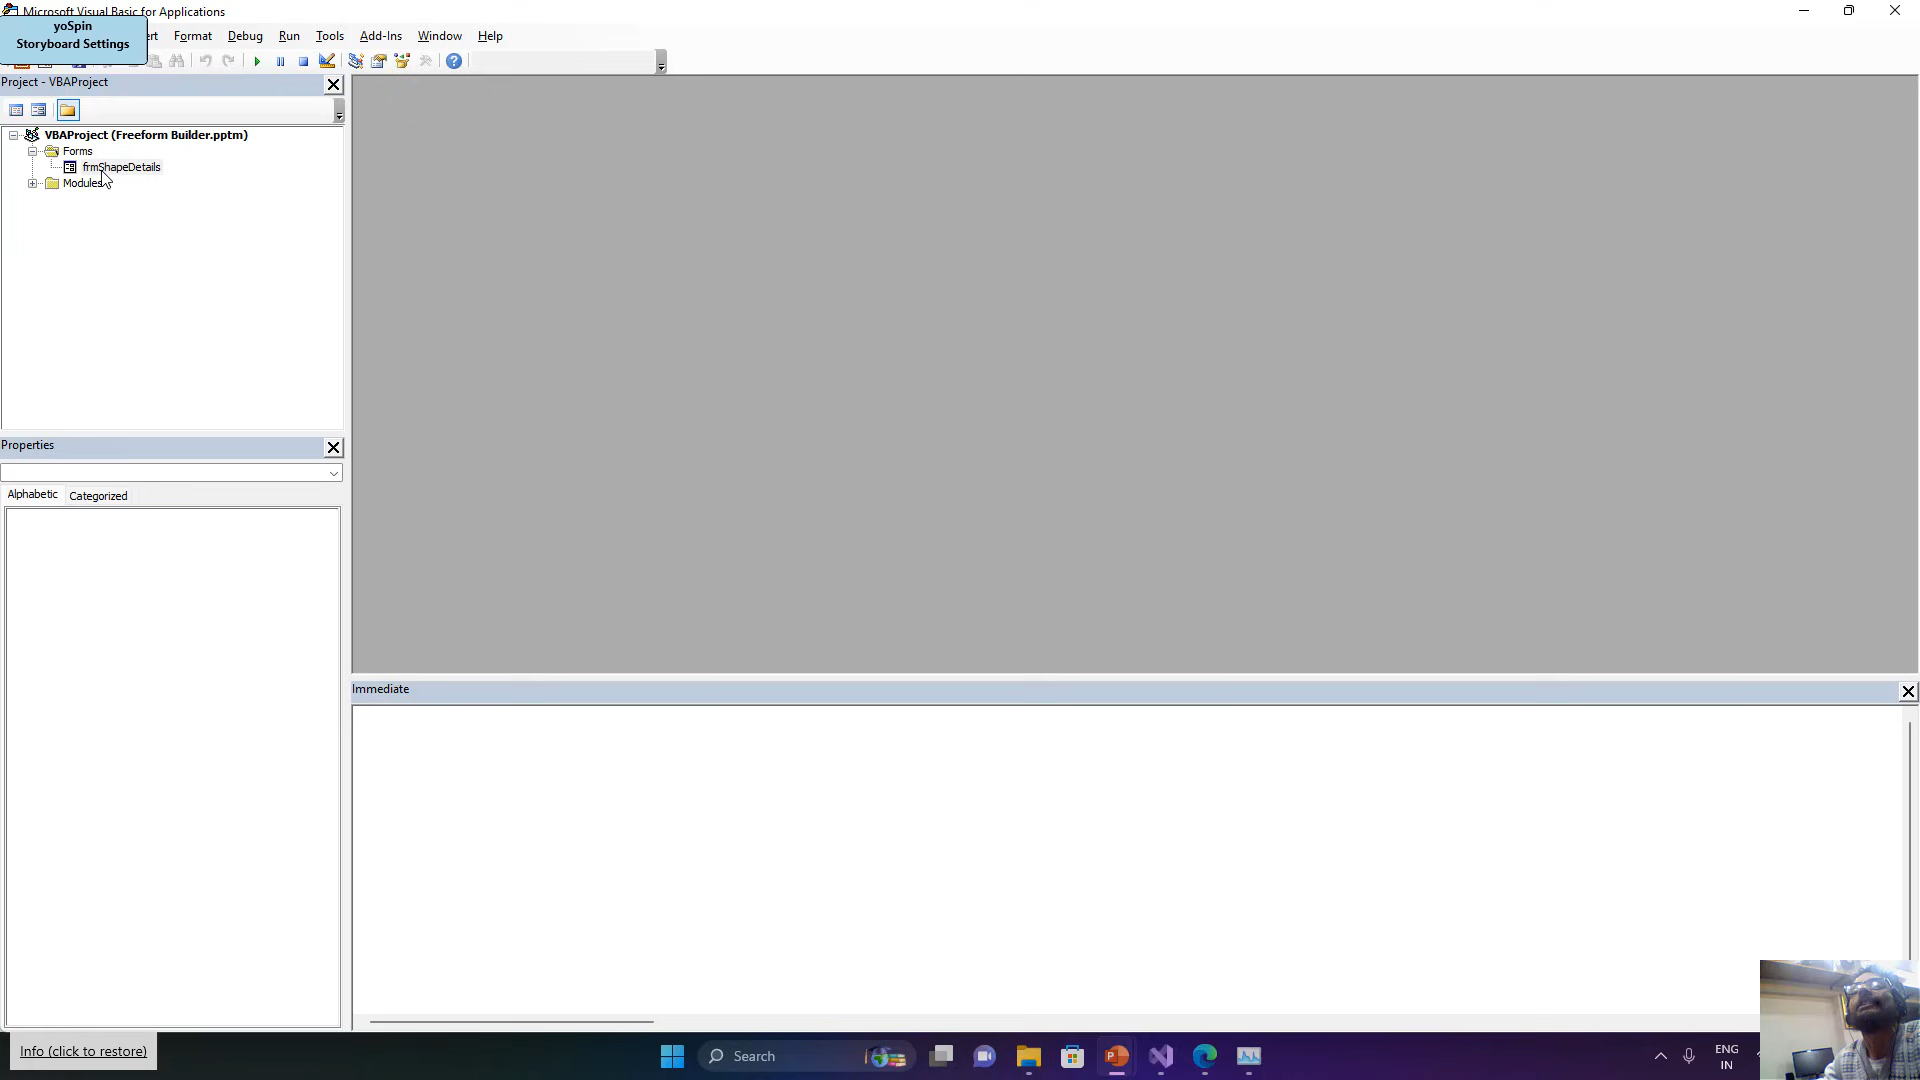 Microsoft Visual Basic for Applications
yoSpin
Storyboard Settings
ert Format Debug Run Tools Add-Ins Window Help
Project - VBAProject
VBAProject (Freeform Builder.pptm)
Forms
frmShapeDetails
Modules
Properties
Alphabetic Categorized
Immediate
Info (click to restore)
Search
ENG
IN